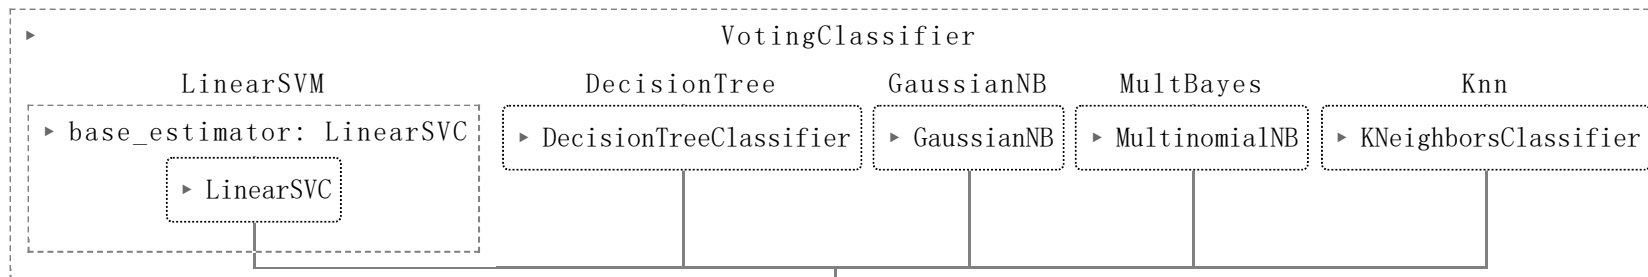 VotingClassifier
LinearSVM DecisionTree GaussianNB MultBayes Knn
base_estimator: LinearSVC DecisionTreeClassifier GaussianNB MultinomialNB KNeighborsClassifier
LinearSVC